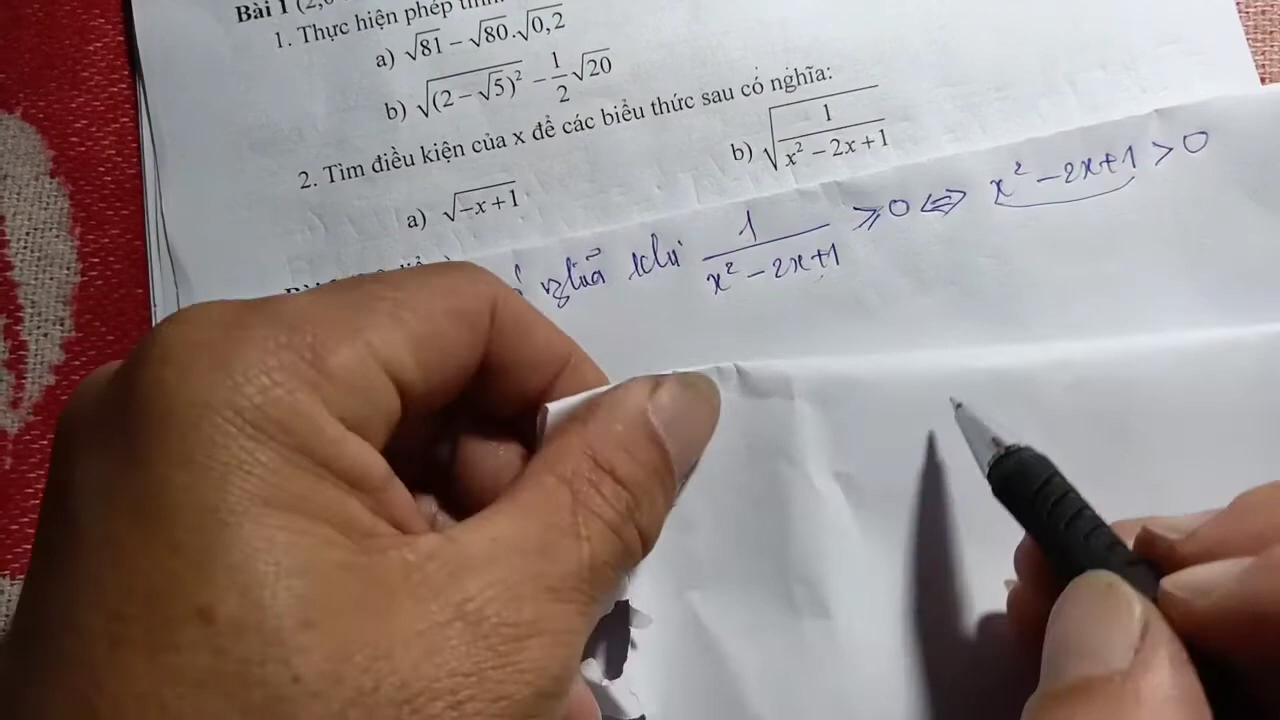 Bài 1 (2,0
1. Thực hiện phép
a) √81 − √80.√0,2
b) √(2 − √5)² − 1/2 √20
2. Tìm điều kiện của x để các biểu thức sau có nghĩa:
a) √−x + 1
b) √1/(x² − 2x + 1)
nghĩa khi 1/(x² − 2x + 1) ⩾ 0 ⇔ x² − 2x + 1 > 0